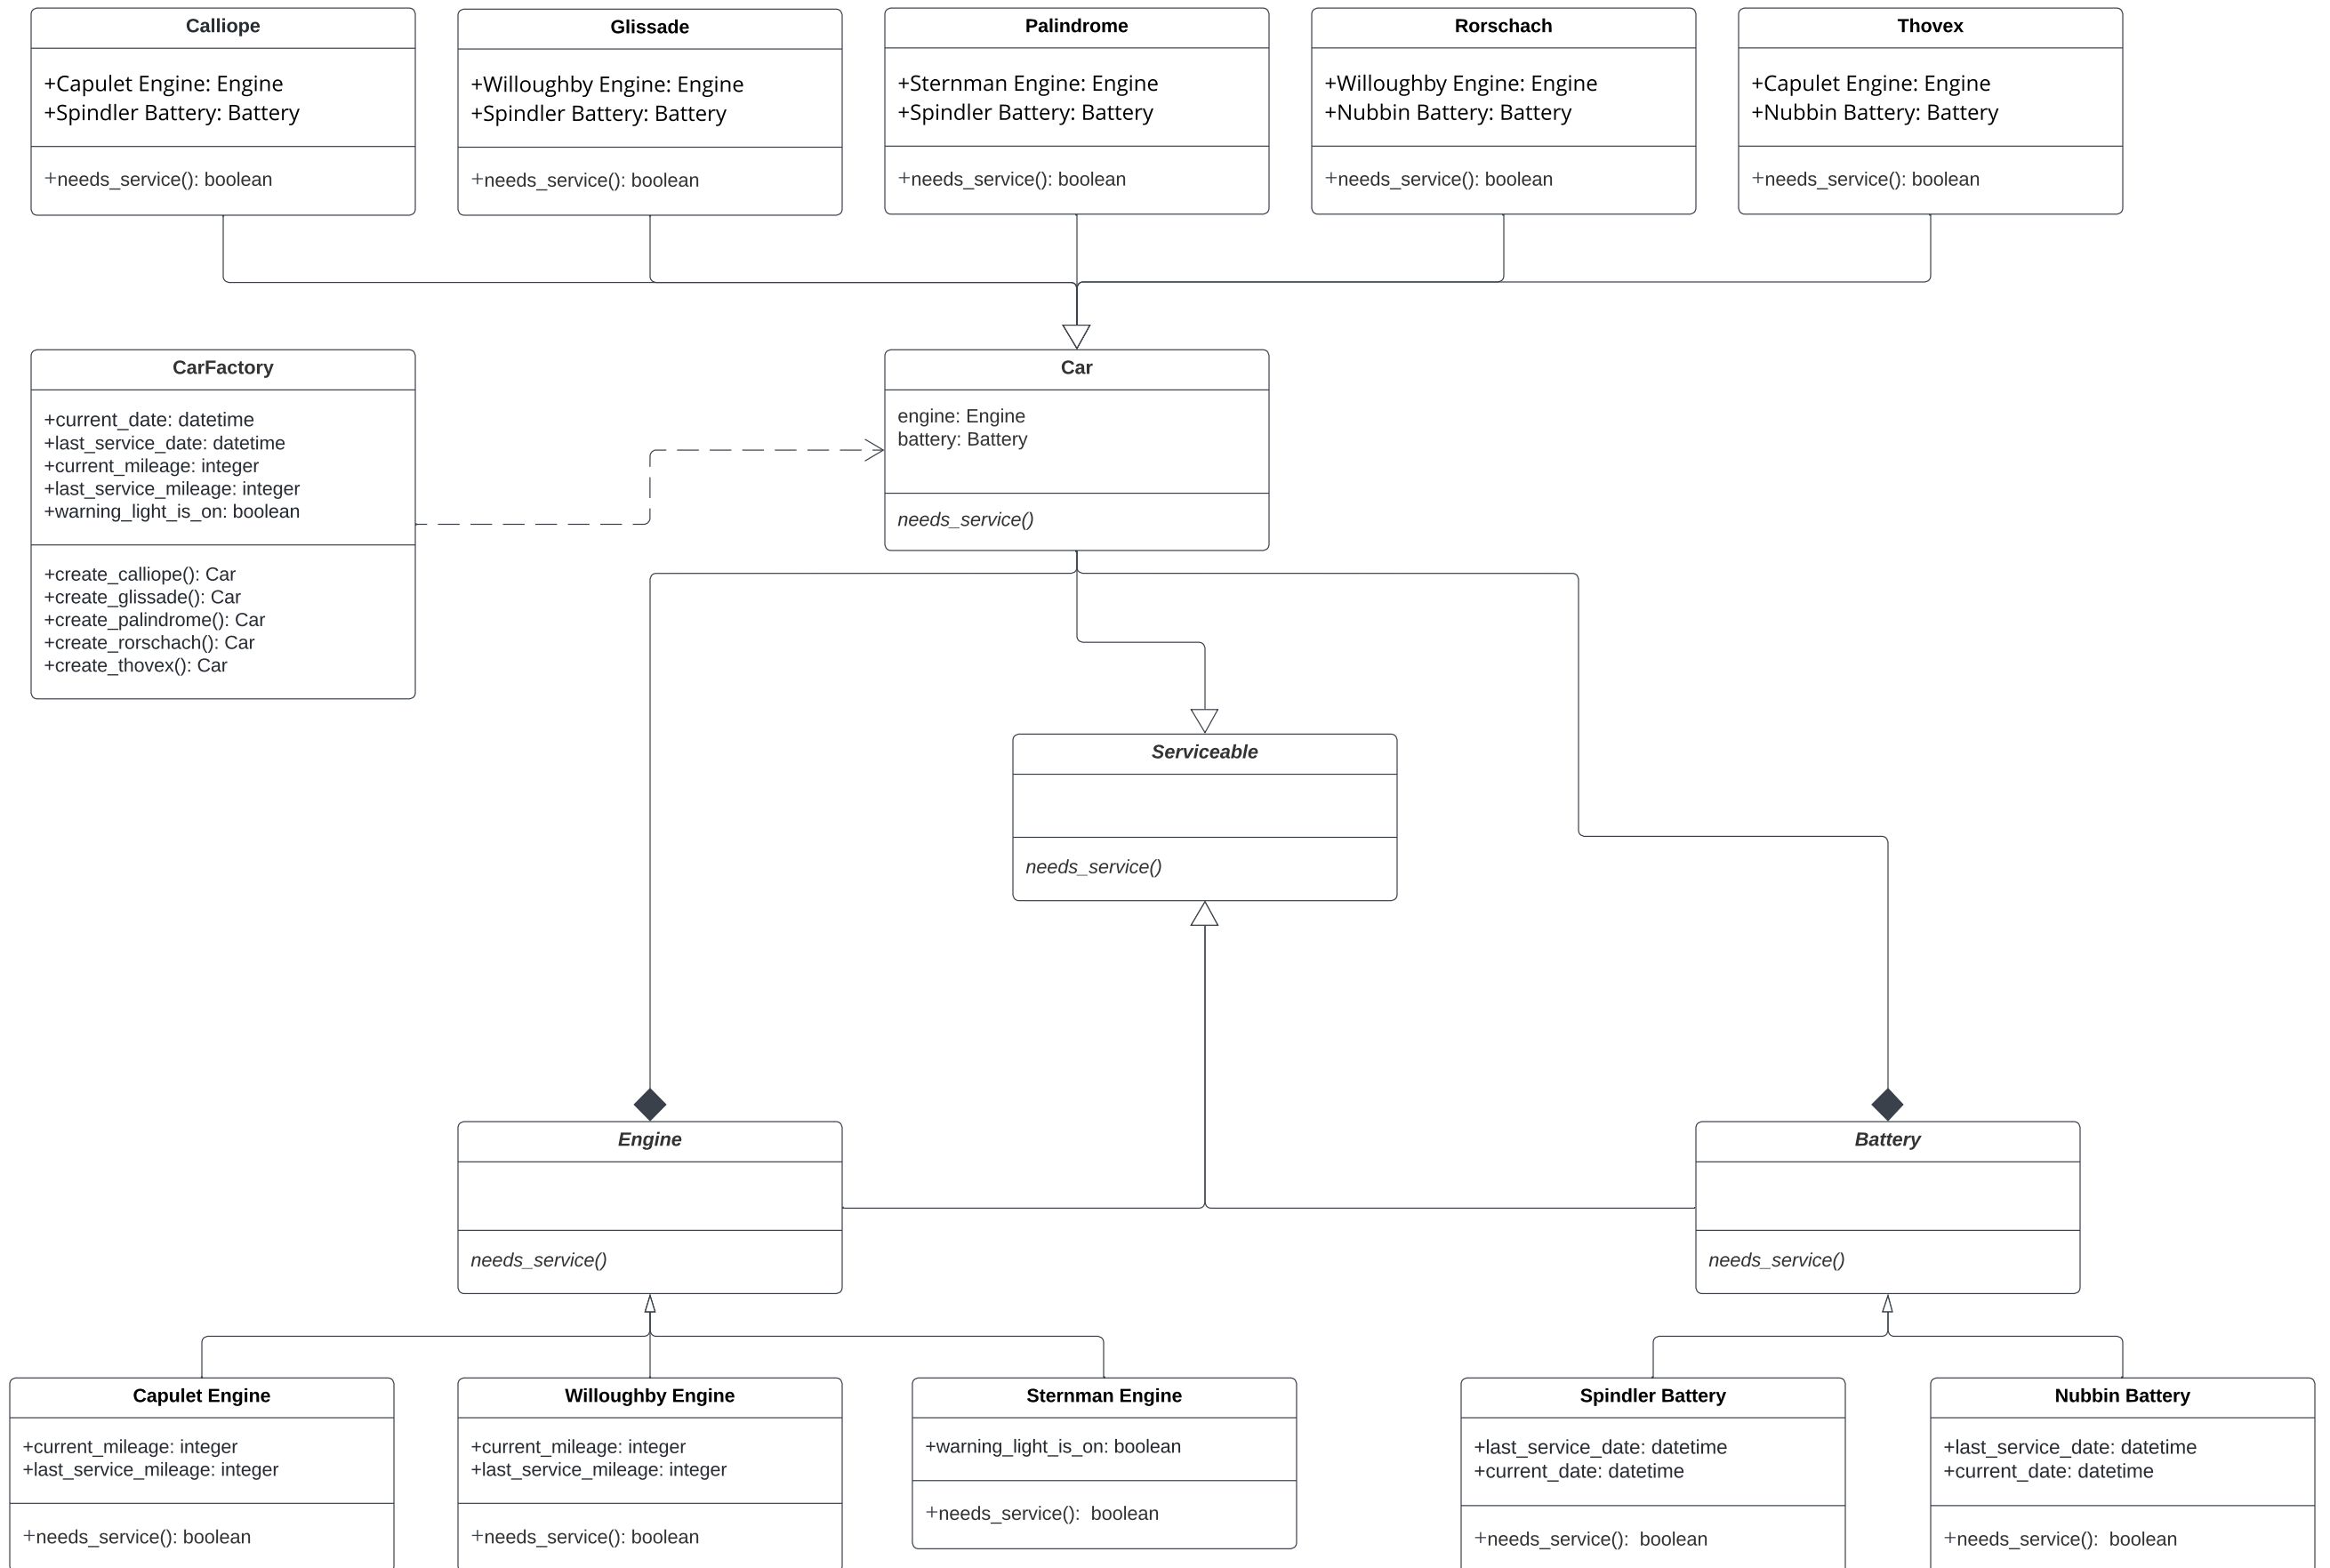 Calliope
+Capulet Engine: Engine
+Spindler Battery: Battery
+needs_service(): boolean
Glissade
+Willoughby Engine: Engine
+Spindler Battery: Battery
+needs_service(): boolean
Palindrome
+Sternman Engine: Engine
+Spindler Battery: Battery
+needs_service(): boolean
Rorschach
+Willoughby Engine: Engine
+Nubbin Battery: Battery
+needs_service(): boolean
Thovex
+Capulet Engine: Engine
+Nubbin Battery: Battery
+needs_service(): boolean
CarFactory
+current_date: datetime
+last_service_date: datetime
+current_mileage: integer
+last_service_mileage: integer
+warning_light_is_on: boolean
+create_calliope(): Car
+create_glissade(): Car
+create_palindrome(): Car
+create_rorschach(): Car
+create_thovex(): Car
Car
engine: Engine
battery: Battery
needs_service()
Serviceable
needs_service()
Engine
needs_service()
Battery
needs_service()
Capulet Engine
+current_mileage: integer
+last_service_mileage: integer
+needs_service(): boolean
Willoughby Engine
+current_mileage: integer
+last_service_mileage: integer
+needs_service(): boolean
Sternman Engine
+warning_light_is_on: boolean
+needs_service():  boolean
Spindler Battery
+last_service_date: datetime
+current_date: datetime
+needs_service():  boolean
Nubbin Battery
+last_service_date: datetime
+current_date: datetime
+needs_service():  boolean